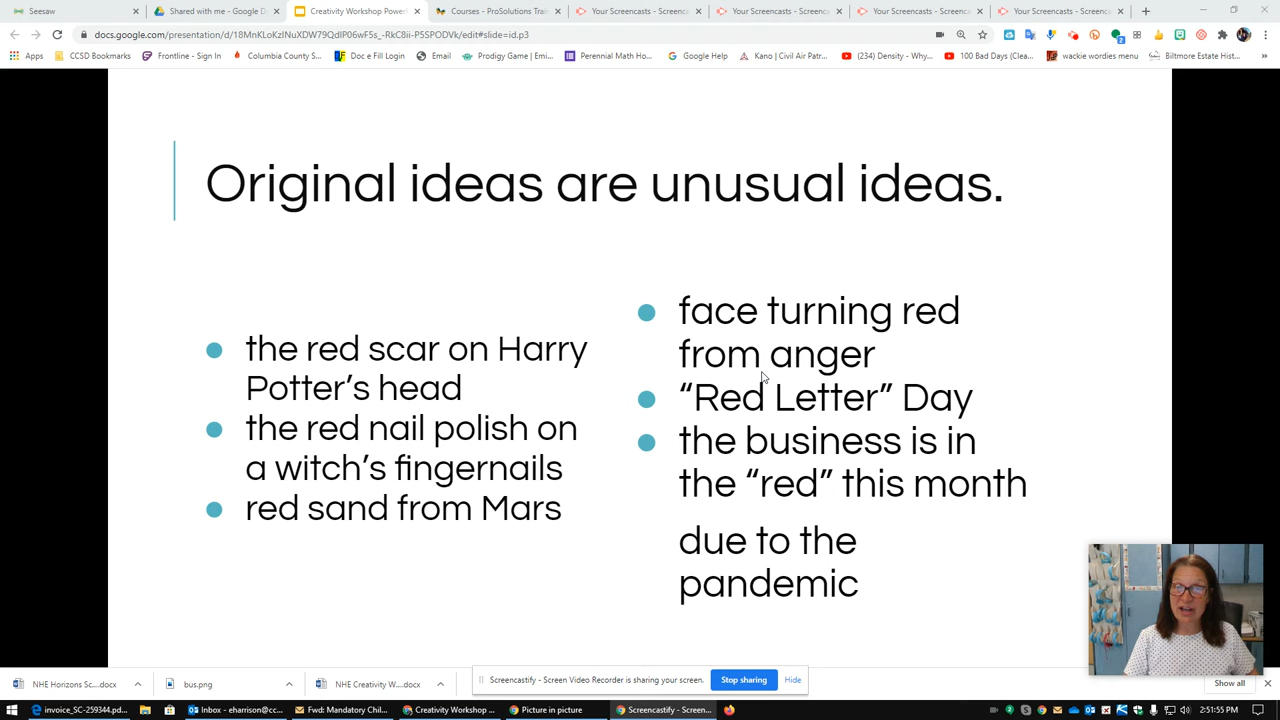 Seesaw
Shared with me - Google D
Creativity Workshop PowerP
Courses – ProSolutions Trai
Your Screencasts - Screenca
Your Screencasts - Screenca
Your Screencasts - Screenca
Your Screencasts - Screenca
docs.google.com/presentation/d/18MnKLoKzINuXDW79QdIP06wF5s_-RkC8ii-P5SPODVk/edit#slide=id.p3
Apps
CCSD Bookmarks
Frontline - Sign In
Columbia County S...
Doc e Fill Login
Email
Prodigy Game | Emi...
Perennial Math Ho...
Google Help
Kano | Civil Air Patr...
(234) Density - Why...
100 Bad Days (Clea...
wackie wordies menu
Biltmore Estate Hist...
Original ideas are unusual ideas.
the red scar on Harry
Potter’s head
the red nail polish on
a witch’s fingernails
red sand from Mars
face turning red
from anger
“Red Letter” Day
the business is in
the “red” this month
due to the
pandemic
NHE Horizons Sc....docx
bus.png
NHE Creativity W....docx
Screencastify - Screen Video Recorder is sharing your screen.
Stop sharing
Hide
Show all
invoice_SC-259344.pd...
Inbox - eharrison@cc...
Fwd: Mandatory Chil...
Creativity Workshop ...
Picture in picture
Screencastify - Screen...
2:51:55 PM